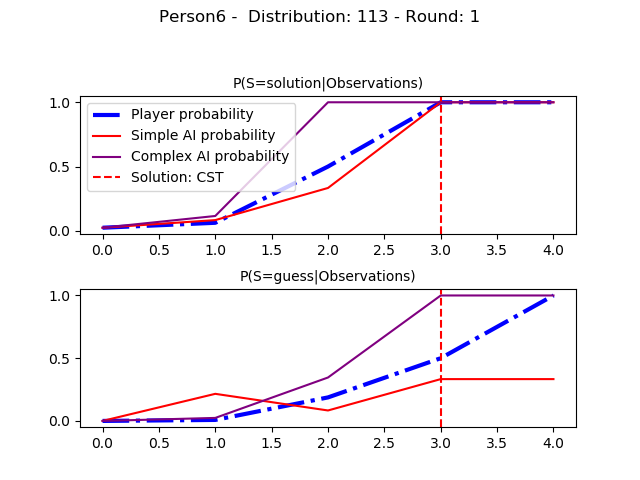 Person6 -  Distribution: 113 - Round: 1
P(S=solution|Observations)
1.0
0.5
0.0
Player probability
Simple AI probability
Complex AI probability
Solution: CST
0.0 0.5 1.0 1.5 2.0 2.5 3.0 3.5 4.0
P(S=guess|Observations)
1.0
0.5
0.0
0.0 0.5 1.0 1.5 2.0 2.5 3.0 3.5 4.0